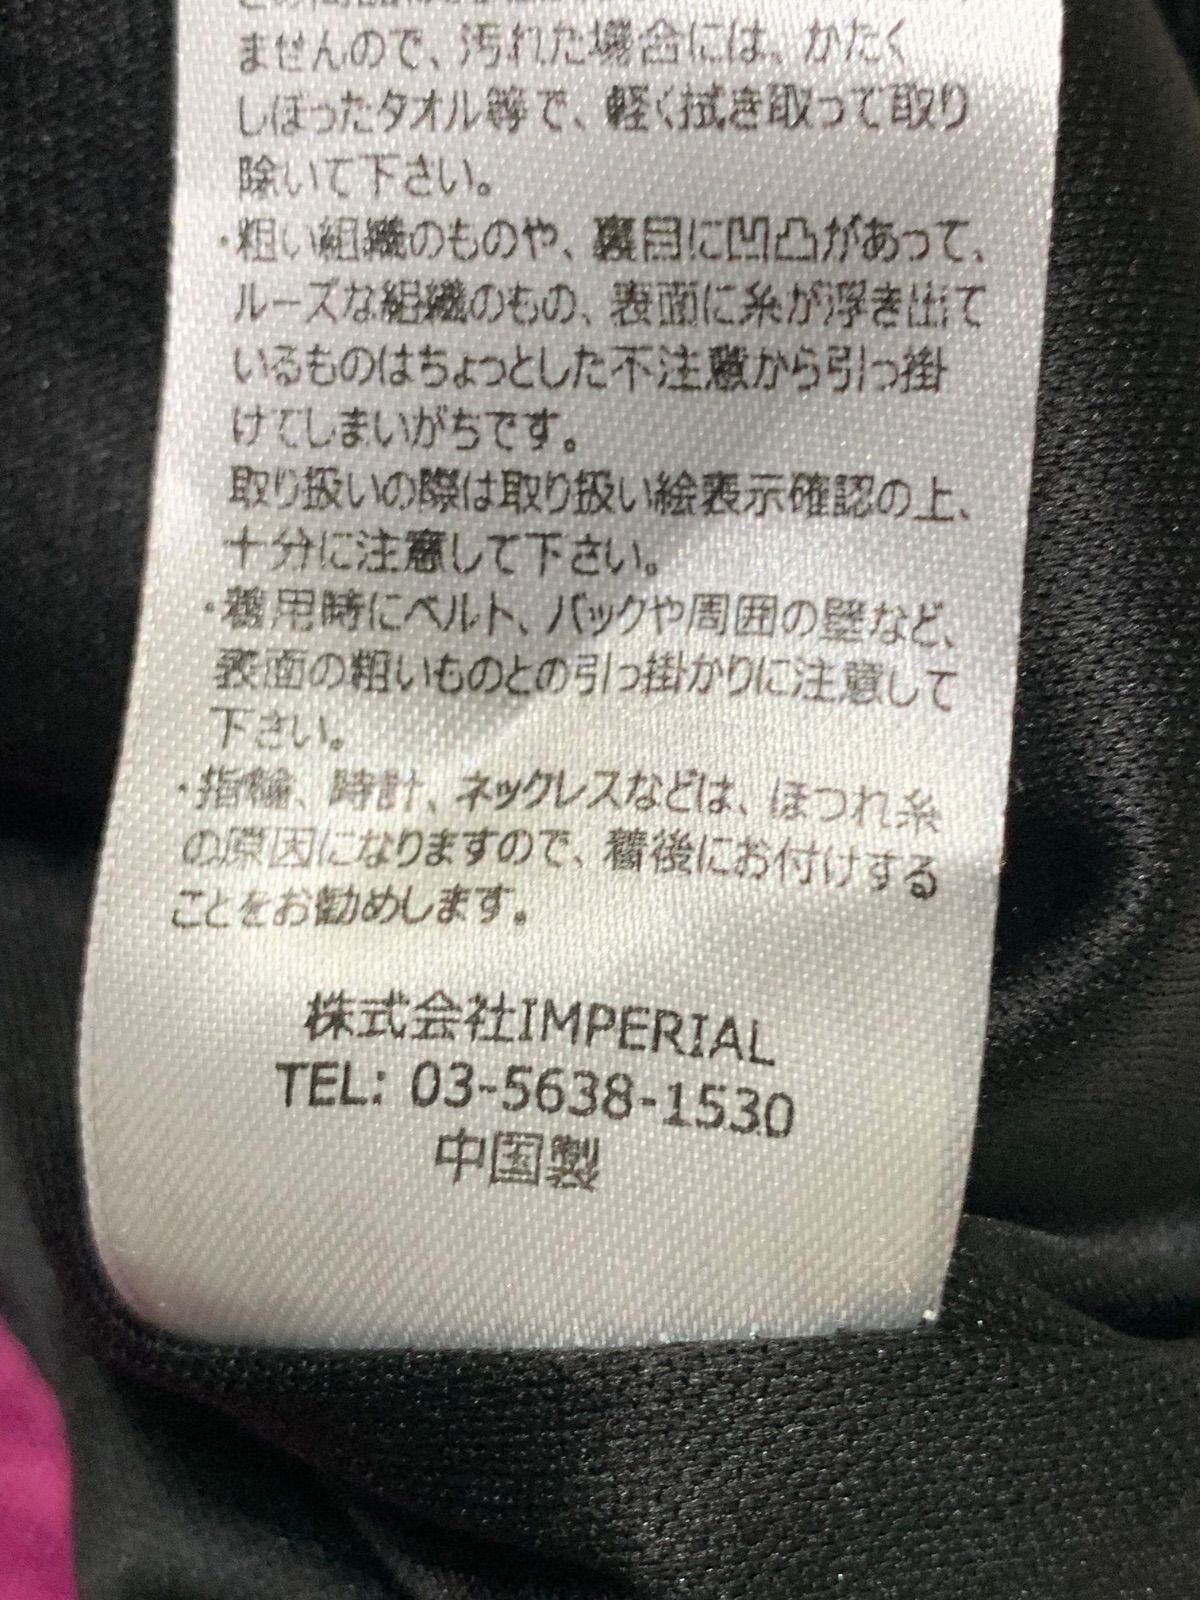 ませんので、汚れた場合には、かたく
しぼったタオル等で、軽く拭き取って取り
除いて下さい。
・粗い組織のものや、裏目に凹凸があって、
ルーズな組織のもの、表面に糸が浮き出て
いるものはちょっとした不注意から引っ掛
けてしまいがちです。
取り扱いの際は取り扱い絵表示確認の上、
十分に注意して下さい。
・着用時にベルト、バックや周囲の壁など、
表面の粗いものとの引っ掛かりに注意して
下さい。
・指輪、時計、ネックレスなどは、ほつれ糸
の原因になりますので、着後にお付けする
ことをお勧めします。
株式会社IMPERIAL
TEL: 03-5638-1530
中国製